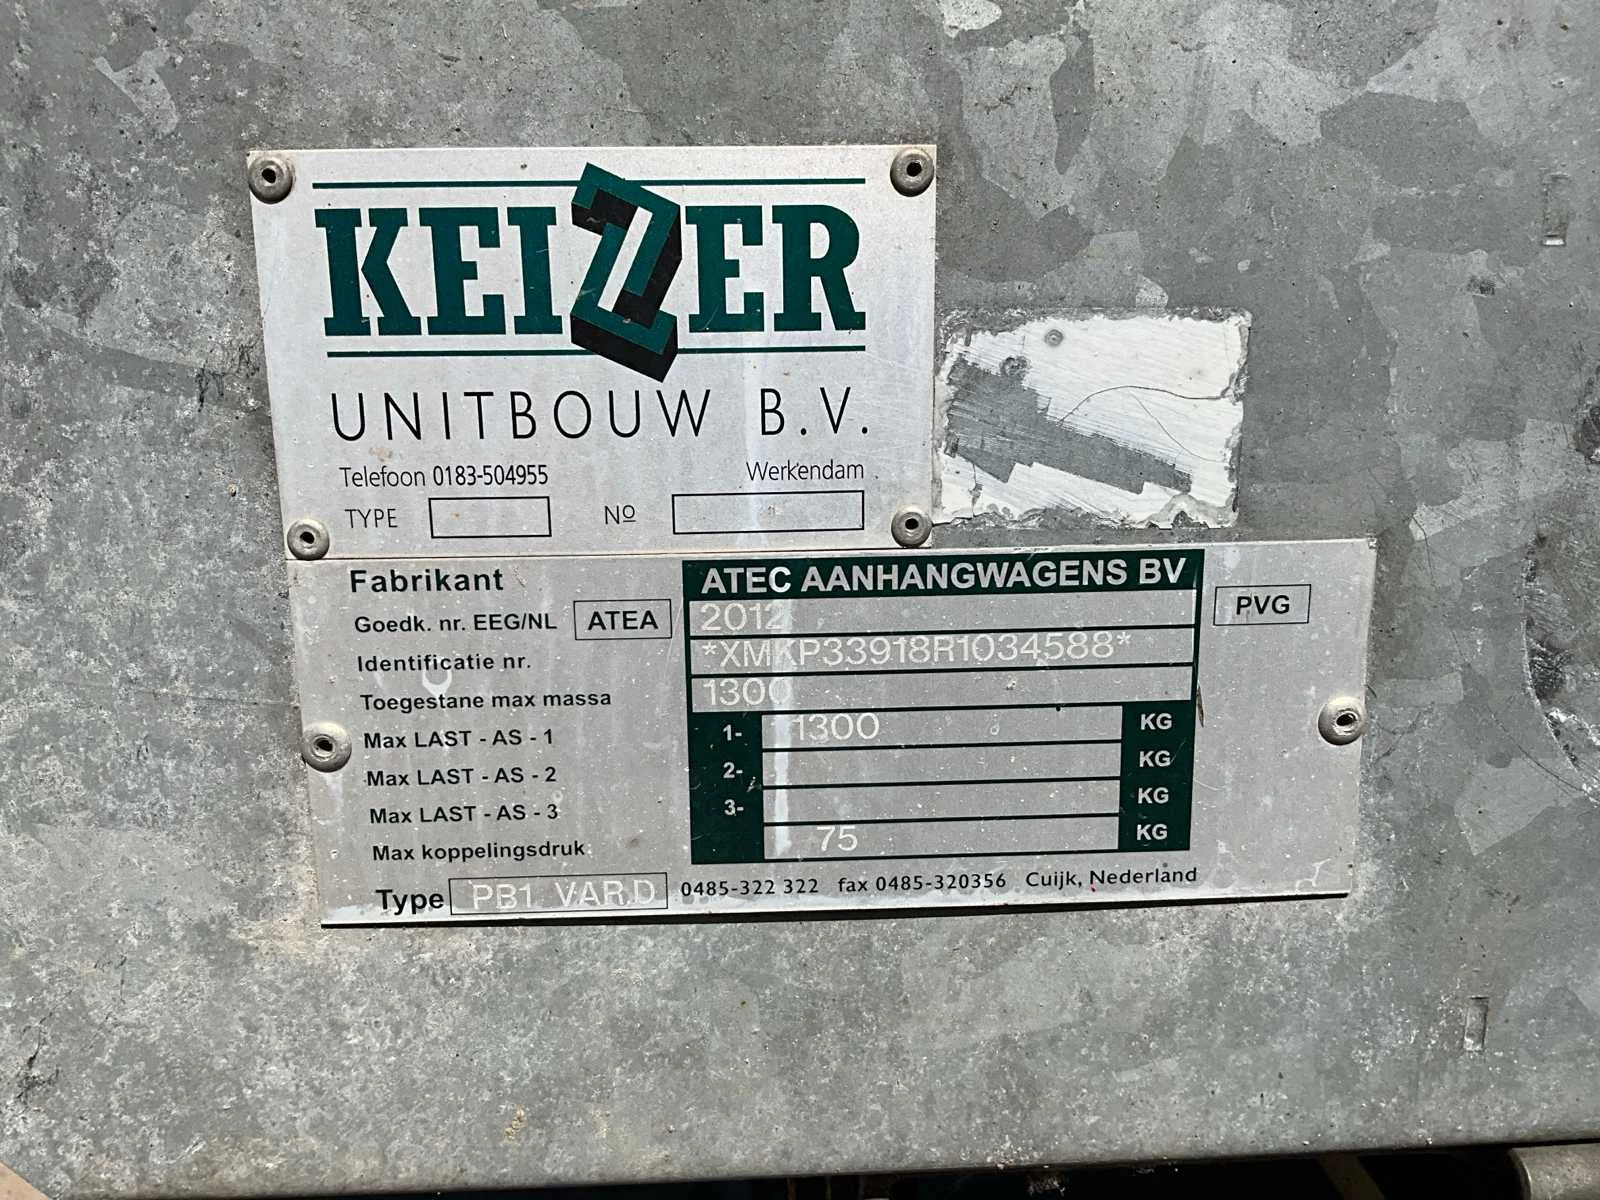 KEIZER
UNITBOUW B.V.
Telefoon 0183-504955 Werkendam
TYPE Nº
Fabrikant ATEC AANHANGWAGENS BV
Goedk. nr. EEG/NL ATEA 2012 PVG
Identificatie nr. *XMKP33918R1034588*
Toegestane max massa 1300
Max LAST - AS - 1 1- 1300 KG
Max LAST - AS - 2 2- KG
Max LAST - AS - 3 3- KG
Max koppelingsdruk 75 KG
Type PB1 VAR.D 0485-322 322 fax 0485-320356 Cuijk, Nederland